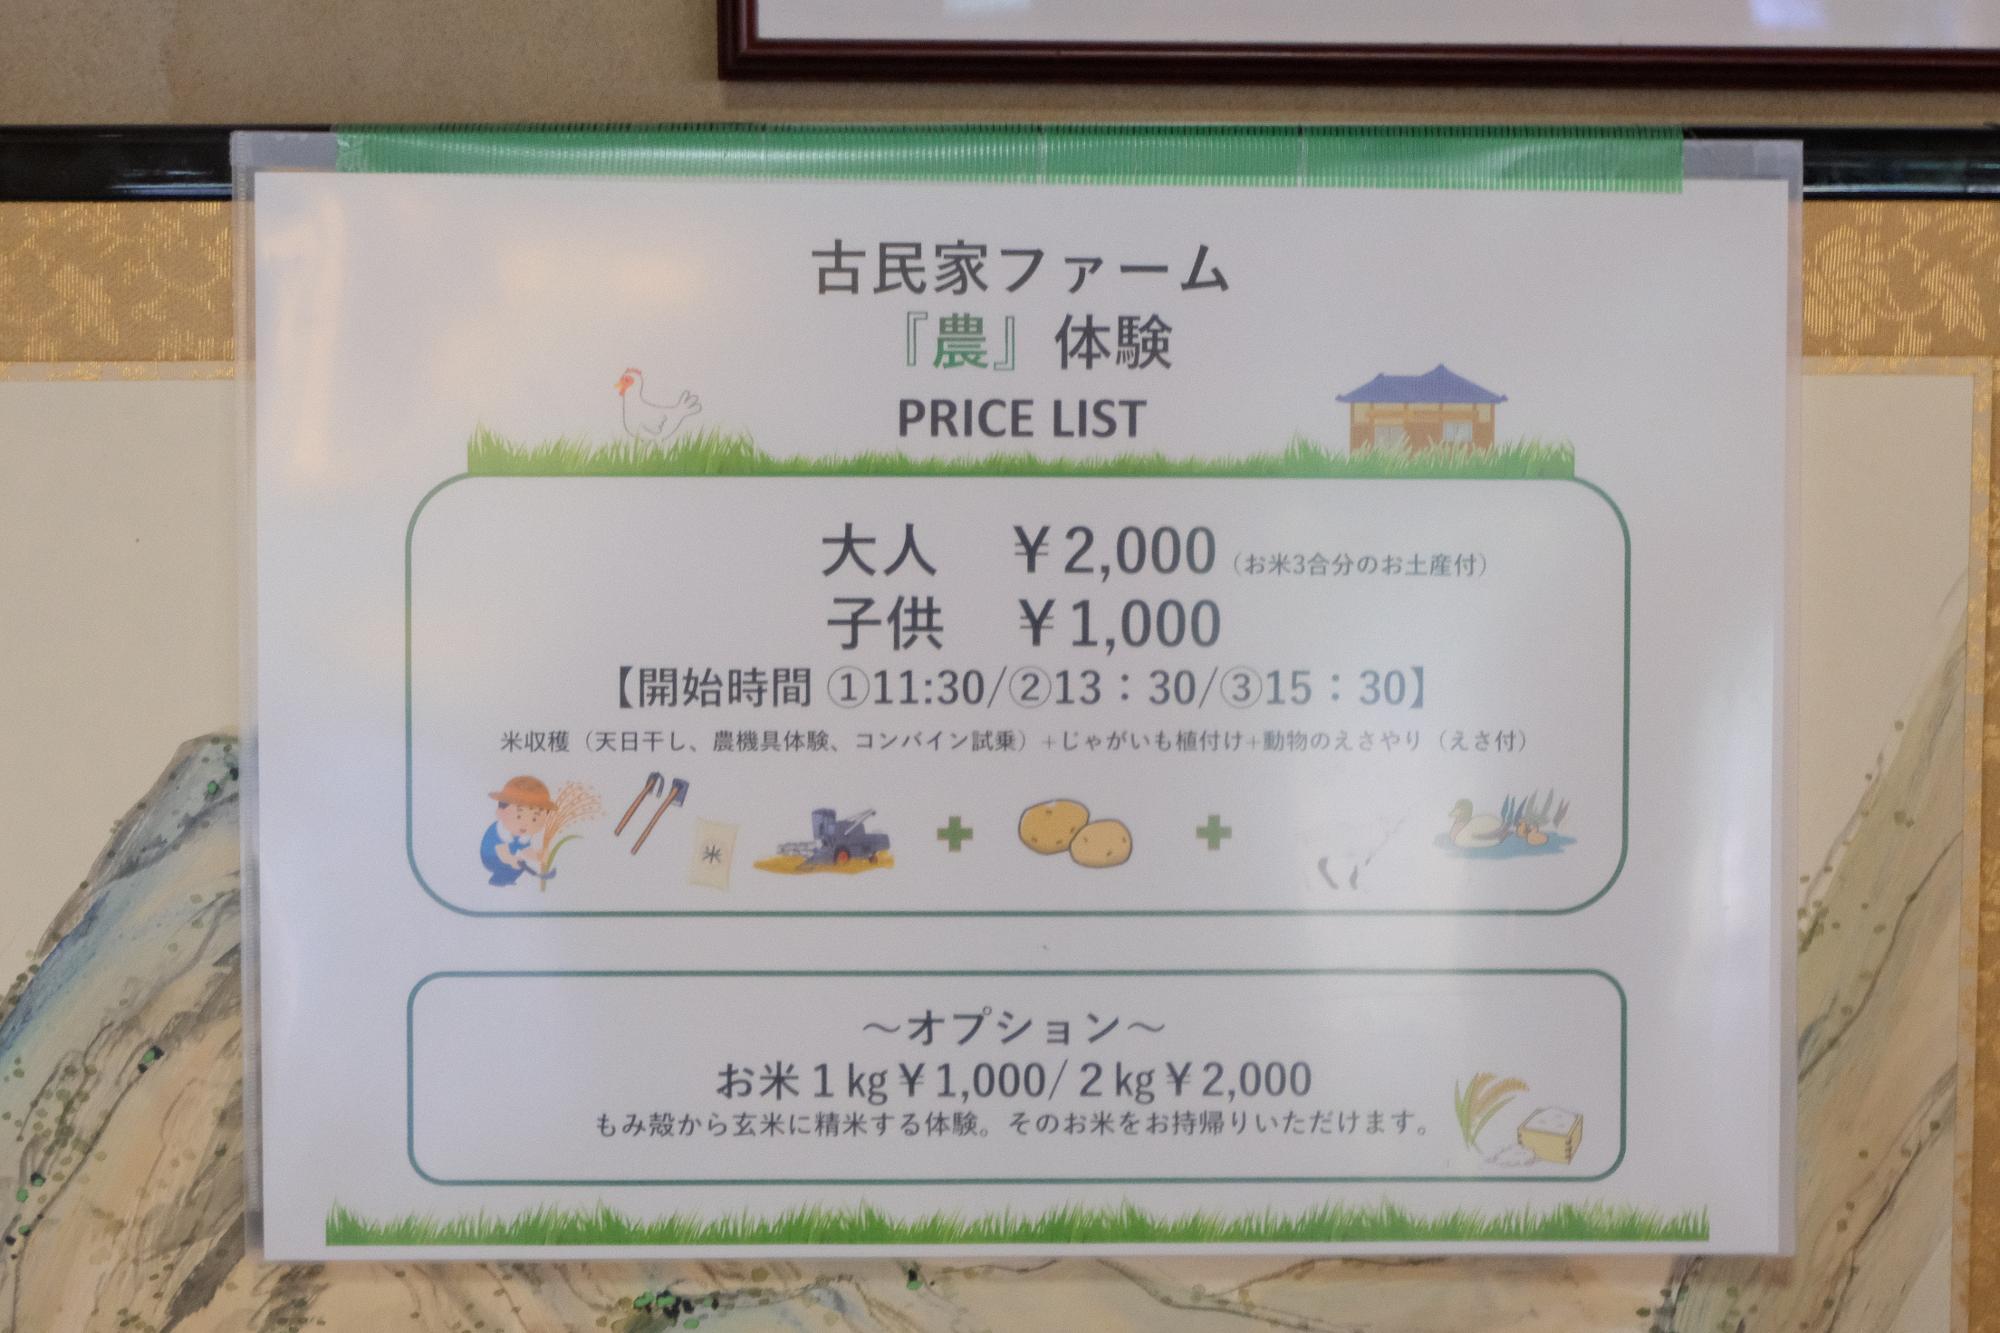 古民家ファーム
『農』体験
PRICE LIST
大人　￥2,000（お米3合分のお土産付）
子供　￥1,000
【開始時間 ①11:30/②13：30/③15：30】
米収穫（天日干し、農機具体験、コンバイン試乗）+じゃがいも植付け+動物のえさやり（えさ付）
米
～オプション～
お米１㎏￥1,000/２㎏￥2,000
もみ殻から玄米に精米する体験。そのお米をお持帰りいただけます。